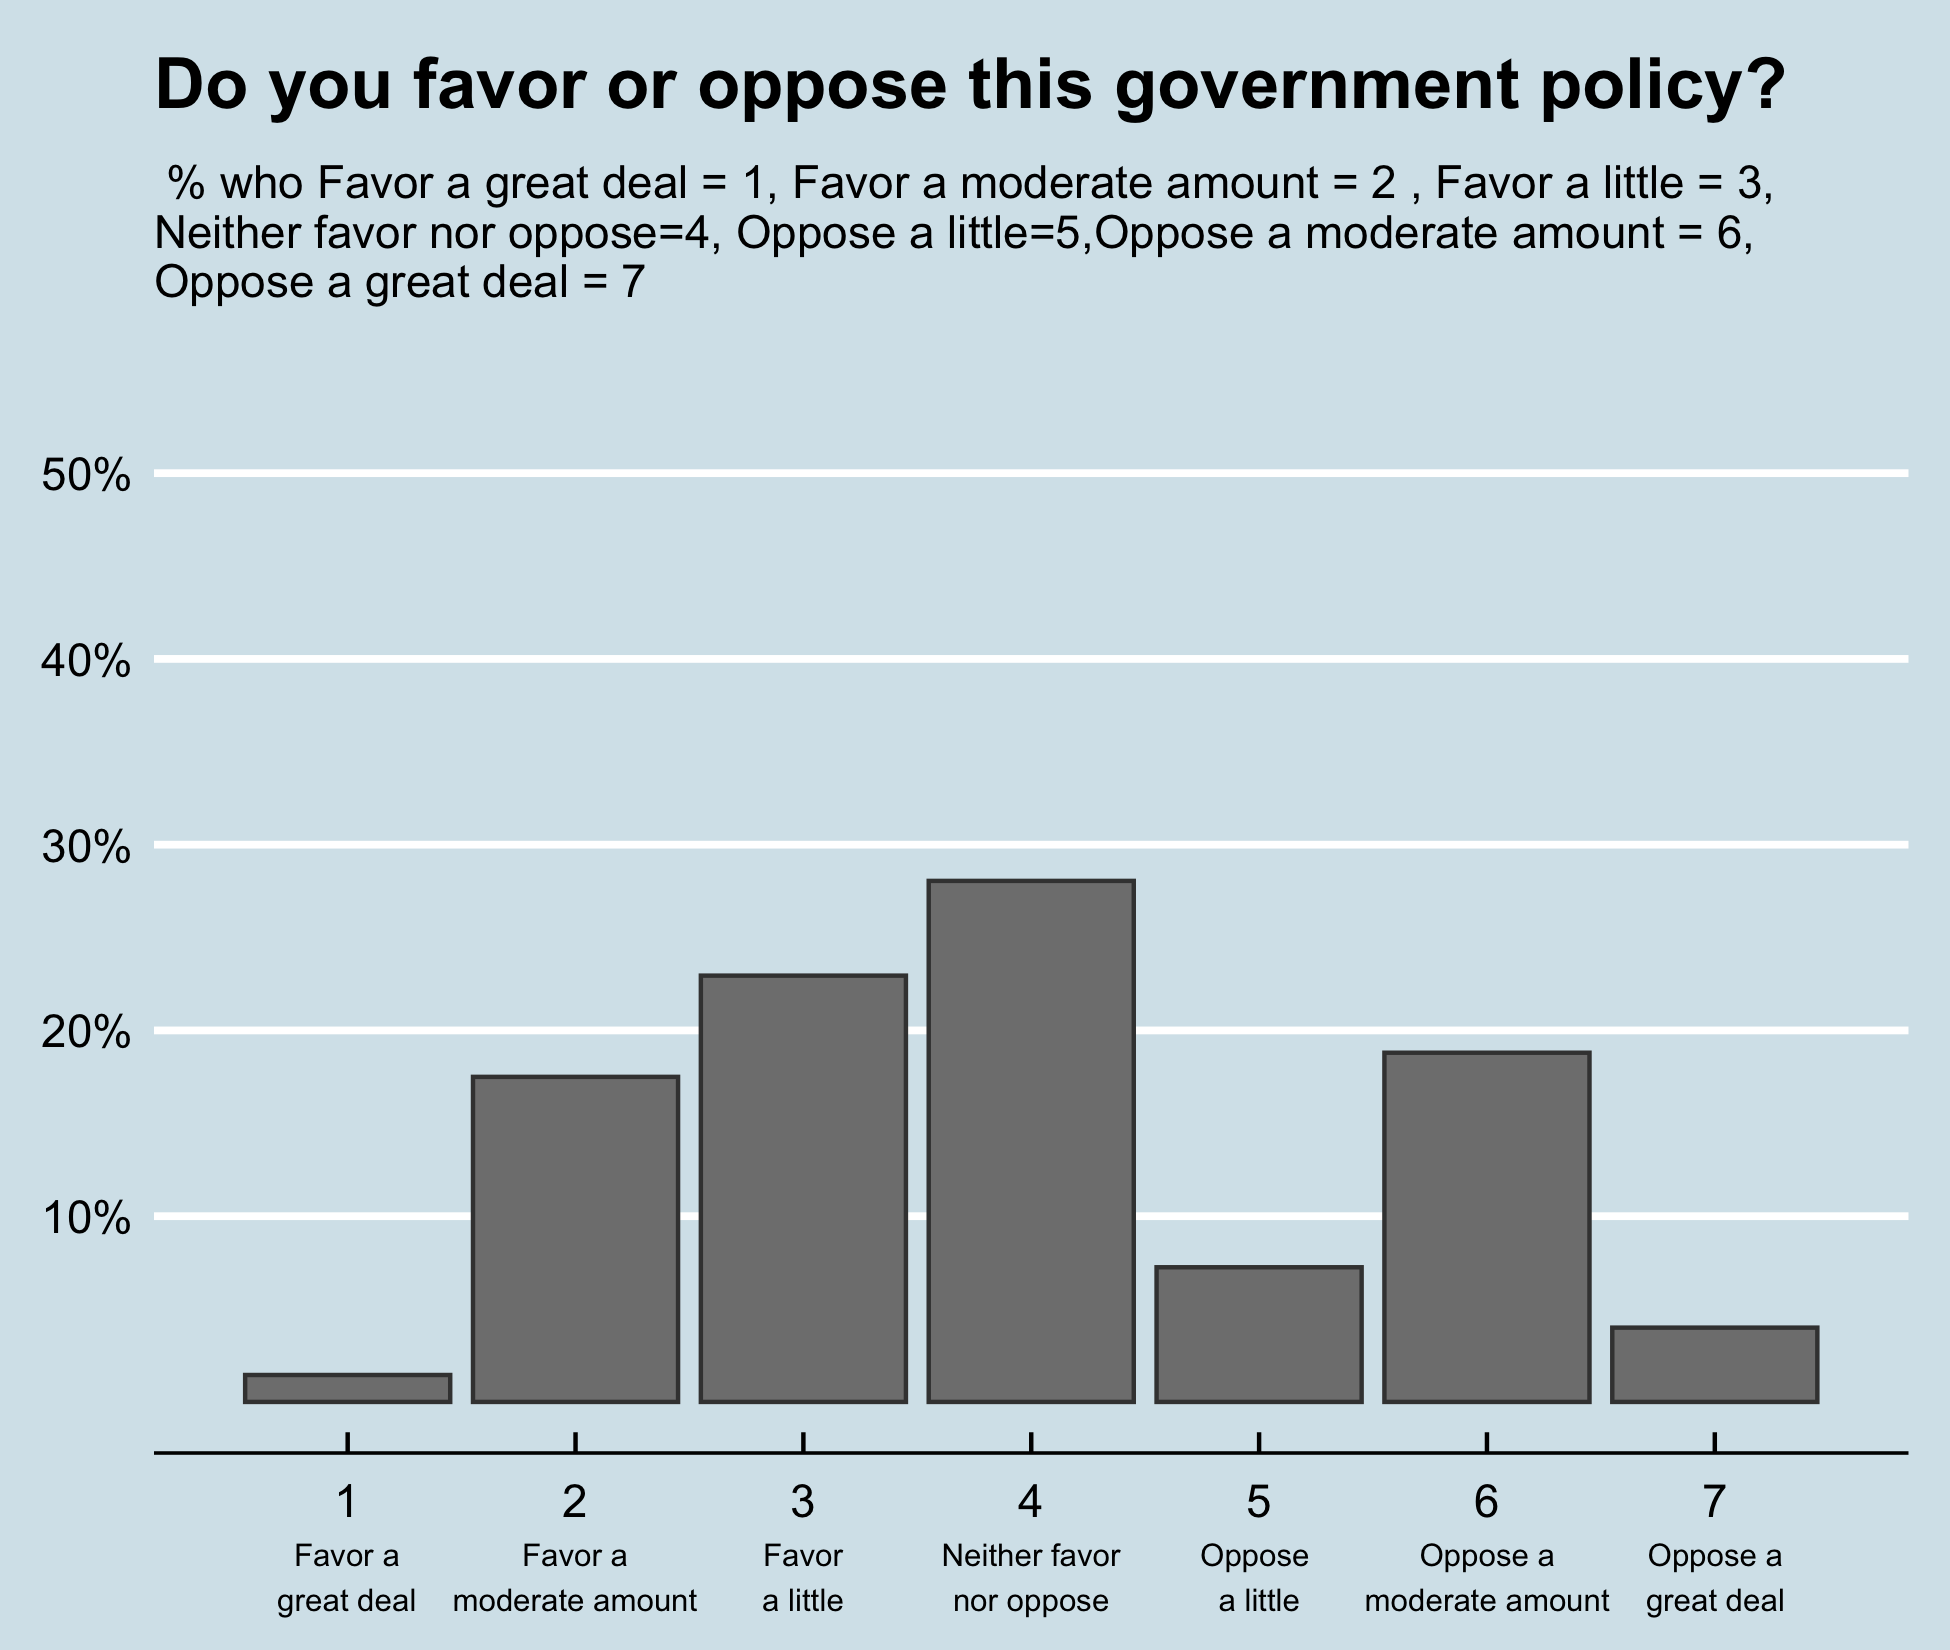 Do you favor or oppose this government policy?
% who Favor a great deal = 1, Favor a moderate amount = 2 , Favor a little = 3,
Neither favor nor oppose=4, Oppose a little=5,Oppose a moderate amount = 6,
Oppose a great deal = 7
50%
40%
30%
20%
10%
1 2 3 4 5 6 7
Favor a Favor a Favor Neither favor Oppose Oppose a Oppose a
great deal moderate amount a little nor oppose a little moderate amount great deal